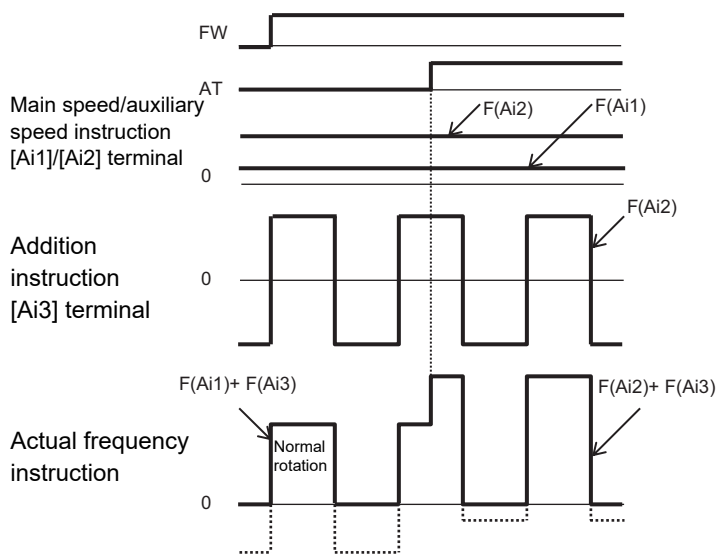 FW
AT
Main speed/auxiliary
speed instruction
[Ai1]/[Ai2] terminal
F(Ai2)
F(Ai1)
0
Addition
instruction
[Ai3] terminal
0
F(Ai2)
F(Ai1)+ F(Ai3)
F(Ai2)+ F(Ai3)
Actual frequency
instruction
Normal
rotation
0